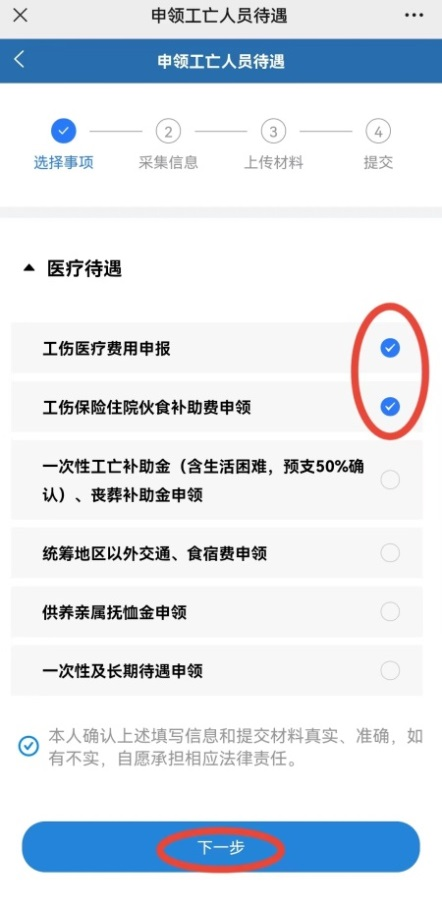 申领工亡人员待遇
申领工亡人员待遇
2
3
4
选择事项
采集信息
上传材料
提交
医疗待遇
工伤医疗费用申报
工伤保险住院伙食补助费申领
一次性工亡补助金（含生活困难，预支50%确
认）、丧葬补助金申领
统筹地区以外交通、食宿费申领
供养亲属抚恤金申领
一次性及长期待遇申领
本人确认上述填写信息和提交材料真实、准确，如
有不实，自愿承担相应法律责任。
下一步